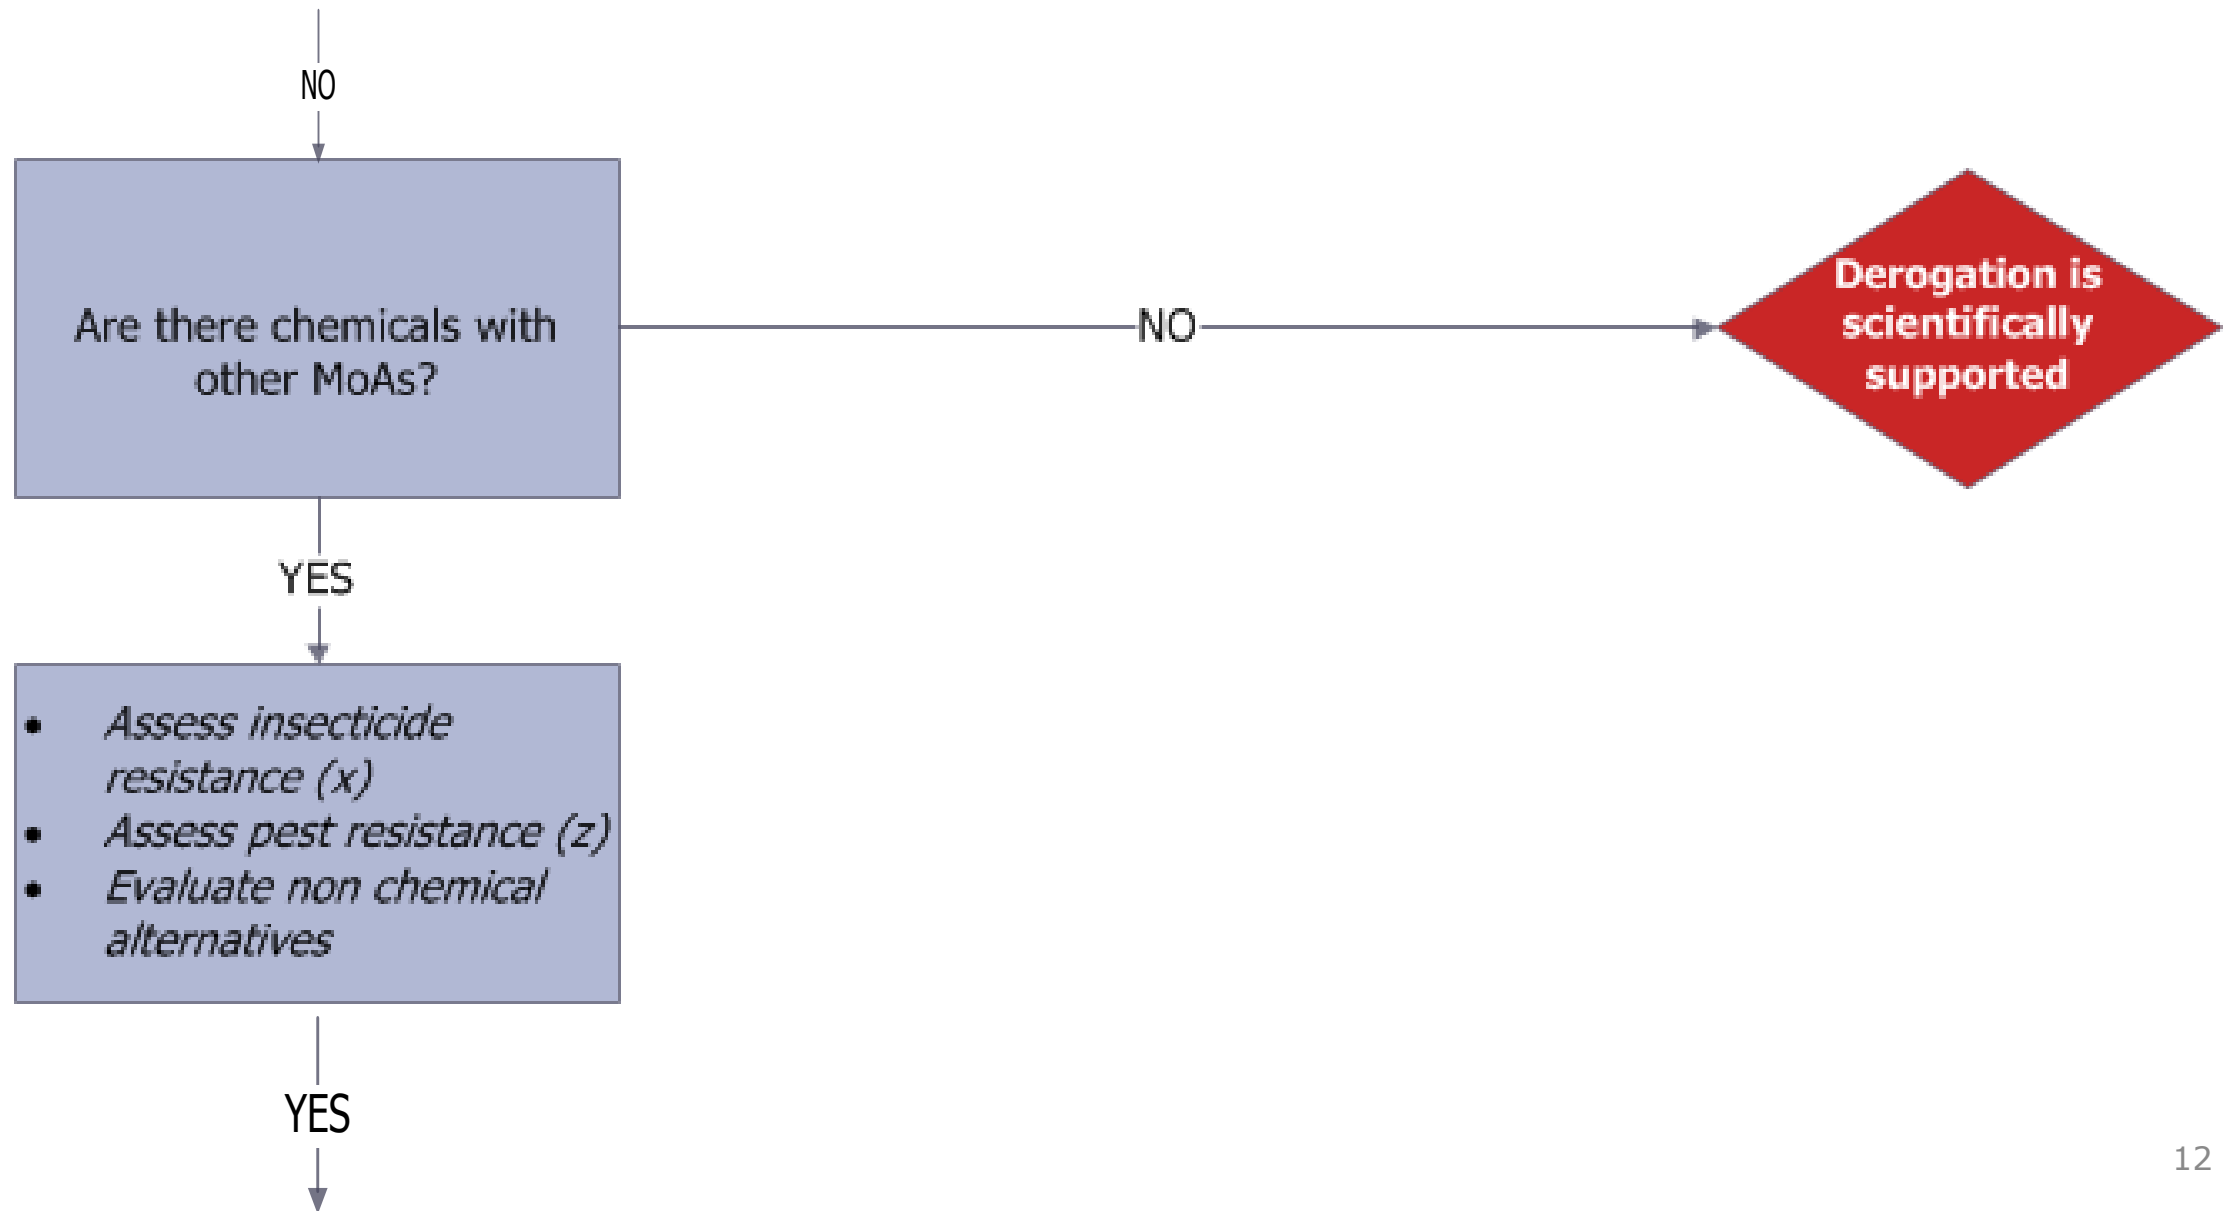 NO
Are there chemicals with
other MoAs?
NO
Derogation is
scientifically
supported
YES
• Assess insecticide
resistance (x)
• Assess pest resistance (z)
• Evaluate non chemical
alternatives
YES
12